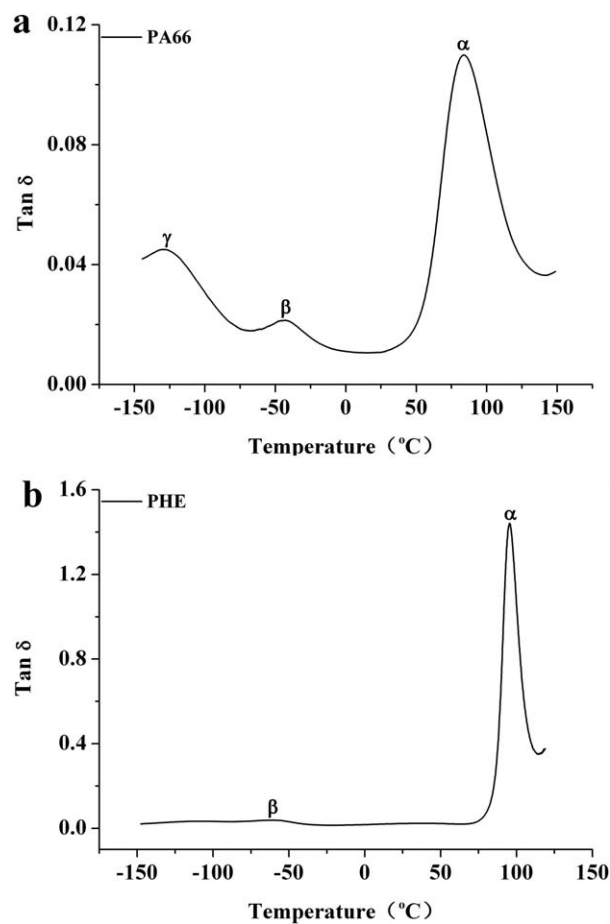 a
PA66
α
0.12
0.08
Tan δ
γ
0.04
β
0.00
-150 -100 -50 0 50 100 150
Temperature（°C）
b
1.6
PHE
α
1.2
Tan δ
0.8
0.4
β
0.0
-150 -100 -50 0 50 100 150
Temperature（°C）